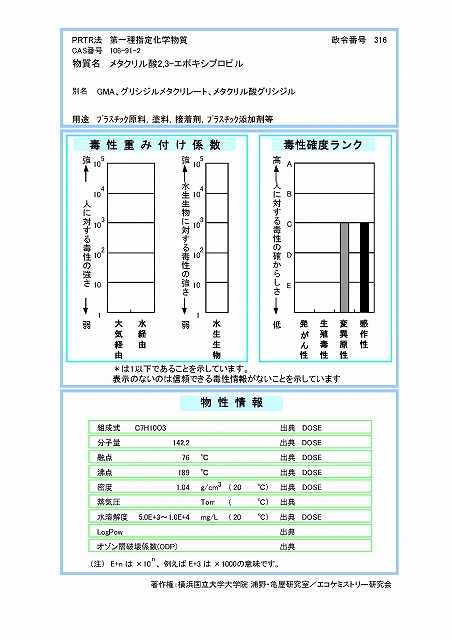 PRTR法 第一種指定化学物質 政令番号 316
CAS番号 106-91-2
物質名 メタクリル酸2,3-エポキシプロピル
別名 GMA、グリシジルメタクリレート、メタクリル酸グリシジル
用途 プラスチック原料、塗料、接着剤、プラスチック添加剤等
毒性重み付け係数
強 10^5 10^4 10^3 10^2 10 1 弱
人に対する毒性の強さ
大気経由 水経由
強 10^5 10^4 10^3 10^2 10 1 弱
水生生物に対する毒性の強さ
水生生物
毒性確度ランク
高 A B C D E 低
人に対する毒性の確からしさ
発がん性 生殖毒性 変異原性 感作性
*は1以下であることを示しています。
表示のないのは信頼できる毒性情報がないことを示しています
物性情報
組成式 C7H10O3 出典 DOSE
分子量 142.2 出典 DOSE
融点 76 ℃ 出典 DOSE
沸点 189 ℃ 出典 DOSE
密度 1.04 g/cm³ (20 ℃) 出典 DOSE
蒸気圧 Torr ( ℃) 出典
水溶解度 5.0E+3〜1.0E+4 mg/L (20 ℃) 出典 DOSE
LogPow 出典
オゾン層破壊係数(ODP) 出典
(注) E+n は ×10^n、例えば E+3 は ×1000の意味です。
著作権:横浜国立大学大学院 浦野・亀屋研究室/エコケミストリー研究会